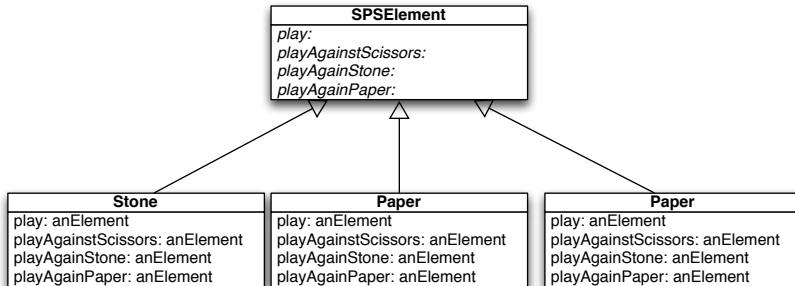 SPSElement
play:
playAgainstScissors:
playAgainStone:
playAgainPaper:
Stone
play: anElement
playAgainstScissors: anElement
playAgainStone: anElement
playAgainPaper: anElement
Paper
play: anElement
playAgainstScissors: anElement
playAgainStone: anElement
playAgainPaper: anElement
Paper
play: anElement
playAgainstScissors: anElement
playAgainStone: anElement
playAgainPaper: anElement